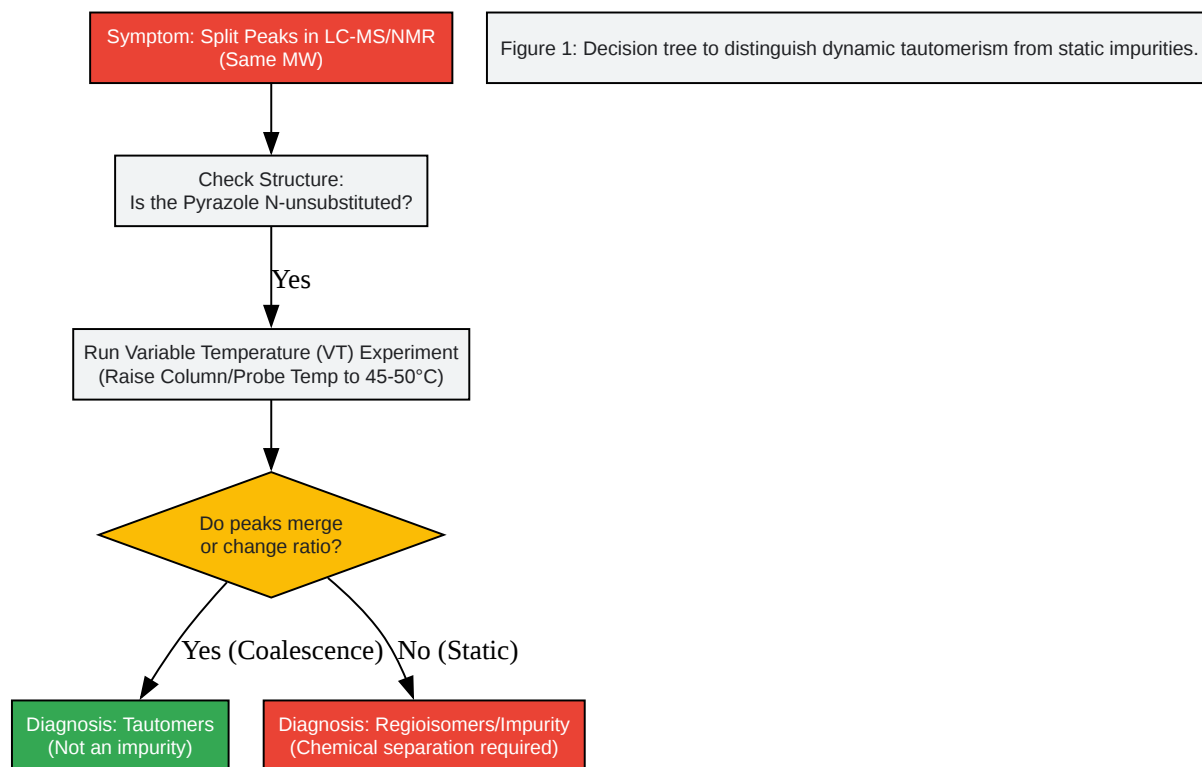 Symptom: Split Peaks in LC-MS/NMR
(Same MW)
Figure 1: Decision tree to distinguish dynamic tautomerism from static impurities.
Check Structure:
Is the Pyrazole N-unsubstituted?
Yes
Run Variable Temperature (VT) Experiment
(Raise Column/Probe Temp to 45-50°C)
Do peaks merge
or change ratio?
Yes (Coalescence)
No (Static)
Diagnosis: Tautomers
(Not an impurity)
Diagnosis: Regioisomers/Impurity
(Chemical separation required)